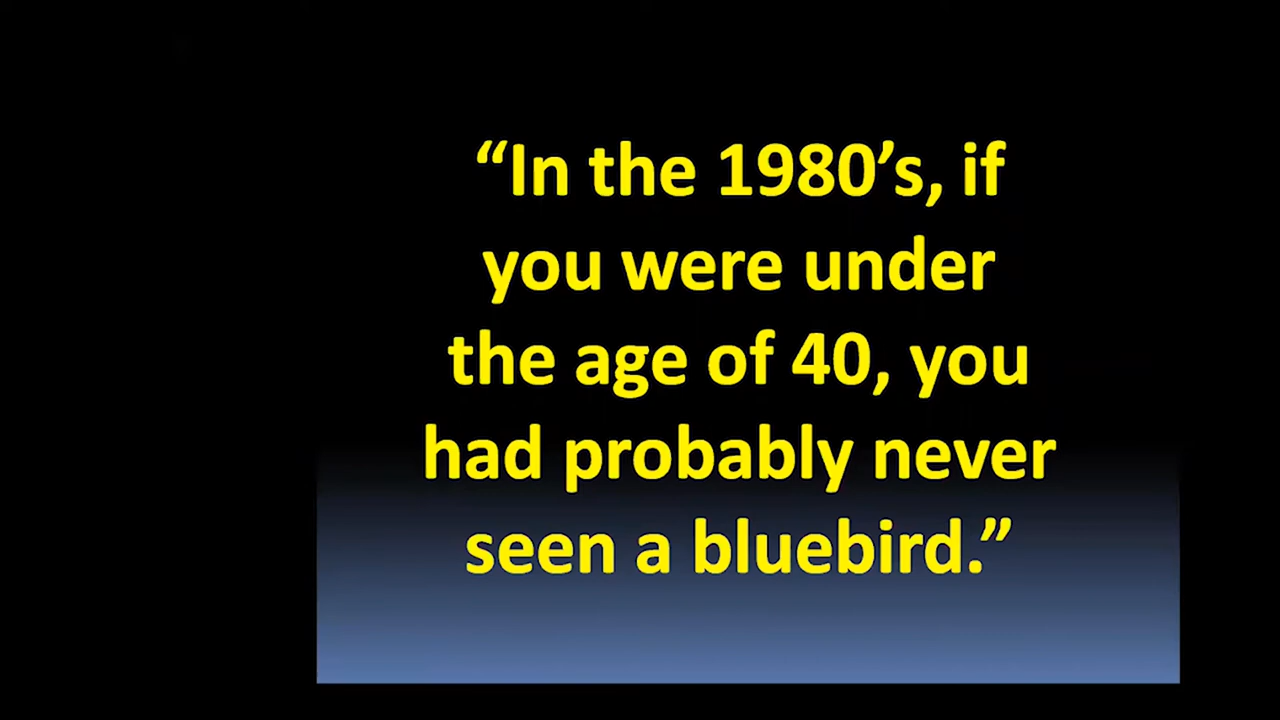 “In the 1980’s, if
you were under
the age of 40, you
had probably never
seen a bluebird.”